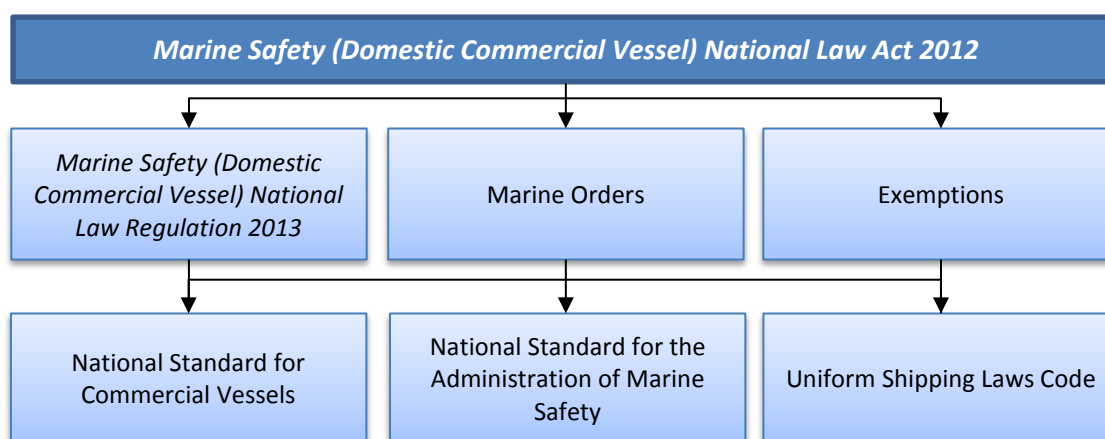 Marine Safety (Domestic Commercial Vessel) National Law Act 2012
Marine Safety (Domestic
Commercial Vessel) National
Law Regulation 2013
Marine Orders
Exemptions
National Standard for
Commercial Vessels
National Standard for the
Administration of Marine
Safety
Uniform Shipping Laws Code